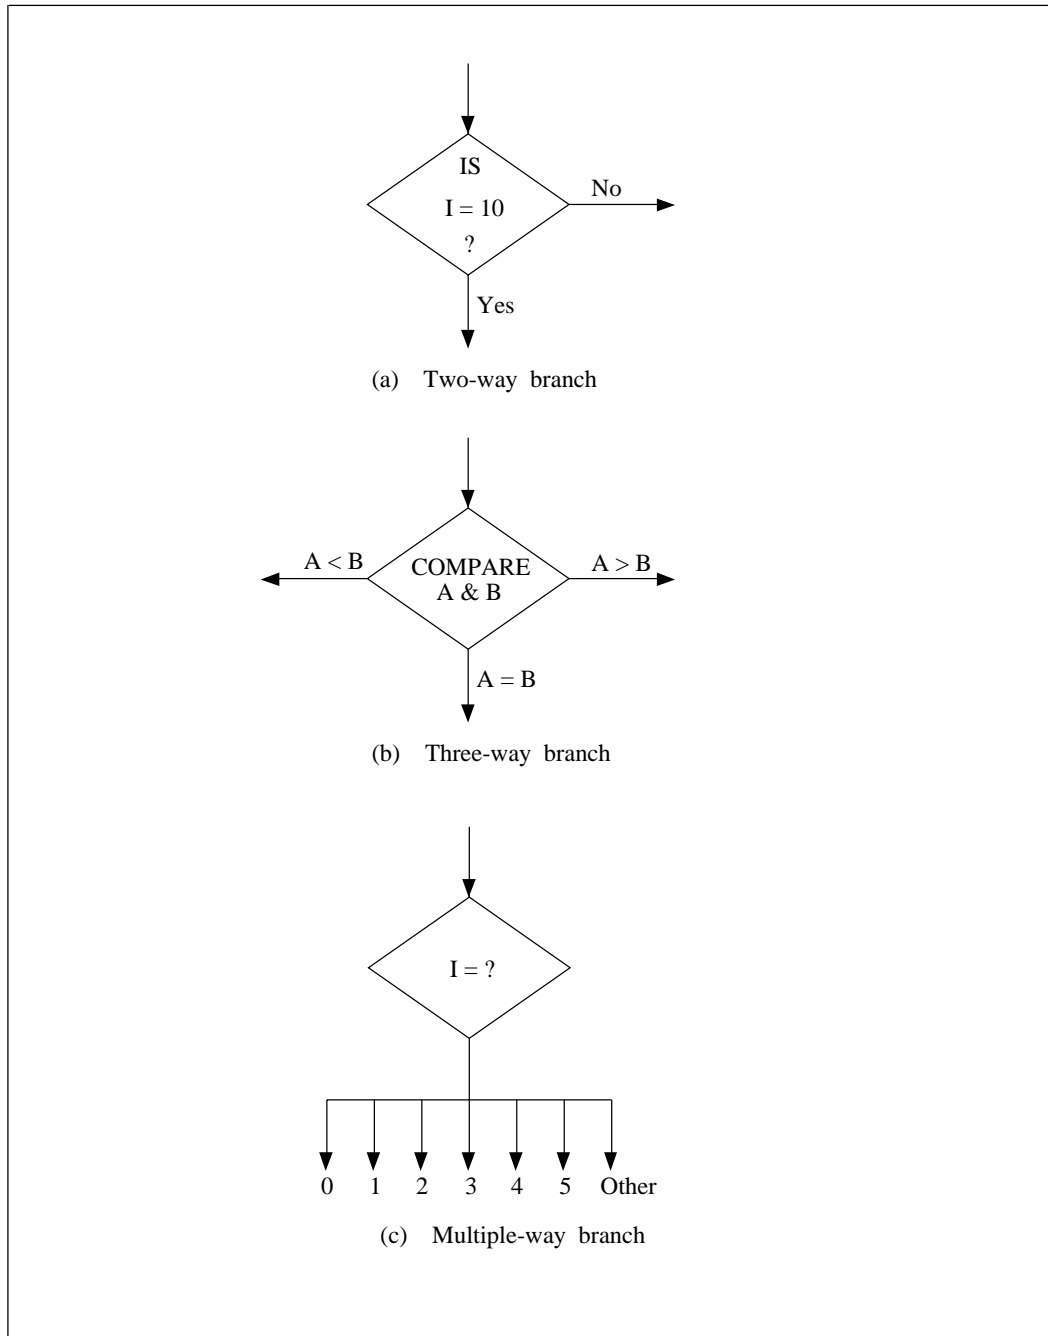 IS
I = 10
?
No
Yes
(a) Two-way branch
A < B
COMPARE
A & B
A > B
A = B
(b) Three-way branch
I = ?
0 1 2 3 4 5 Other
(c) Multiple-way branch